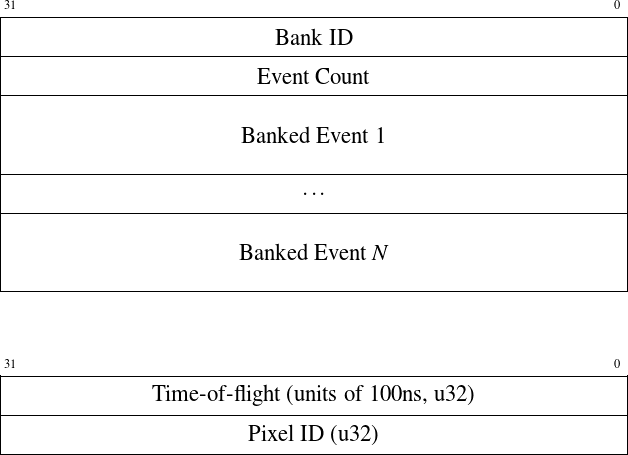 31 0
Bank ID
Event Count
Banked Event 1
...
Banked Event N
31 0
Time-of-flight (units of 100ns, u32)
Pixel ID (u32)